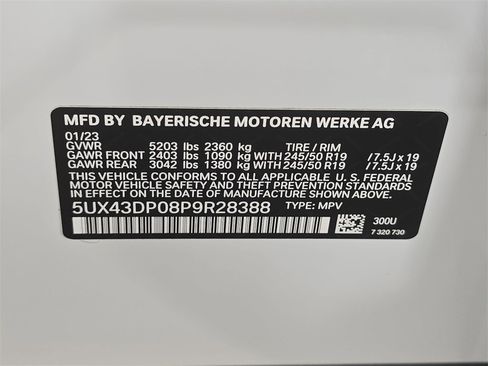 MFD BY BAYERISCHE MOTOREN WERKE AG
01/23
GVWR 5203 lbs 2360 kg TIRE / RIM
GAWR FRONT 2403 lbs 1090 kg WITH 245/50 R19 / 7.5J x 19
GAWR REAR 3042 lbs 1380 kg WITH 245/50 R19 / 7.5J x 19
THIS VEHICLE CONFORMS TO ALL APPLICABLE U. S. FEDERAL
MOTOR VEHICLE SAFETY AND THEFT PREVENTION STANDARDS IN
EFFECT ON THE DATE OF MANUFACTURE SHOWN ABOVE.
5UX43DP08P9R28388 TYPE: MPV
300U
7 320 730